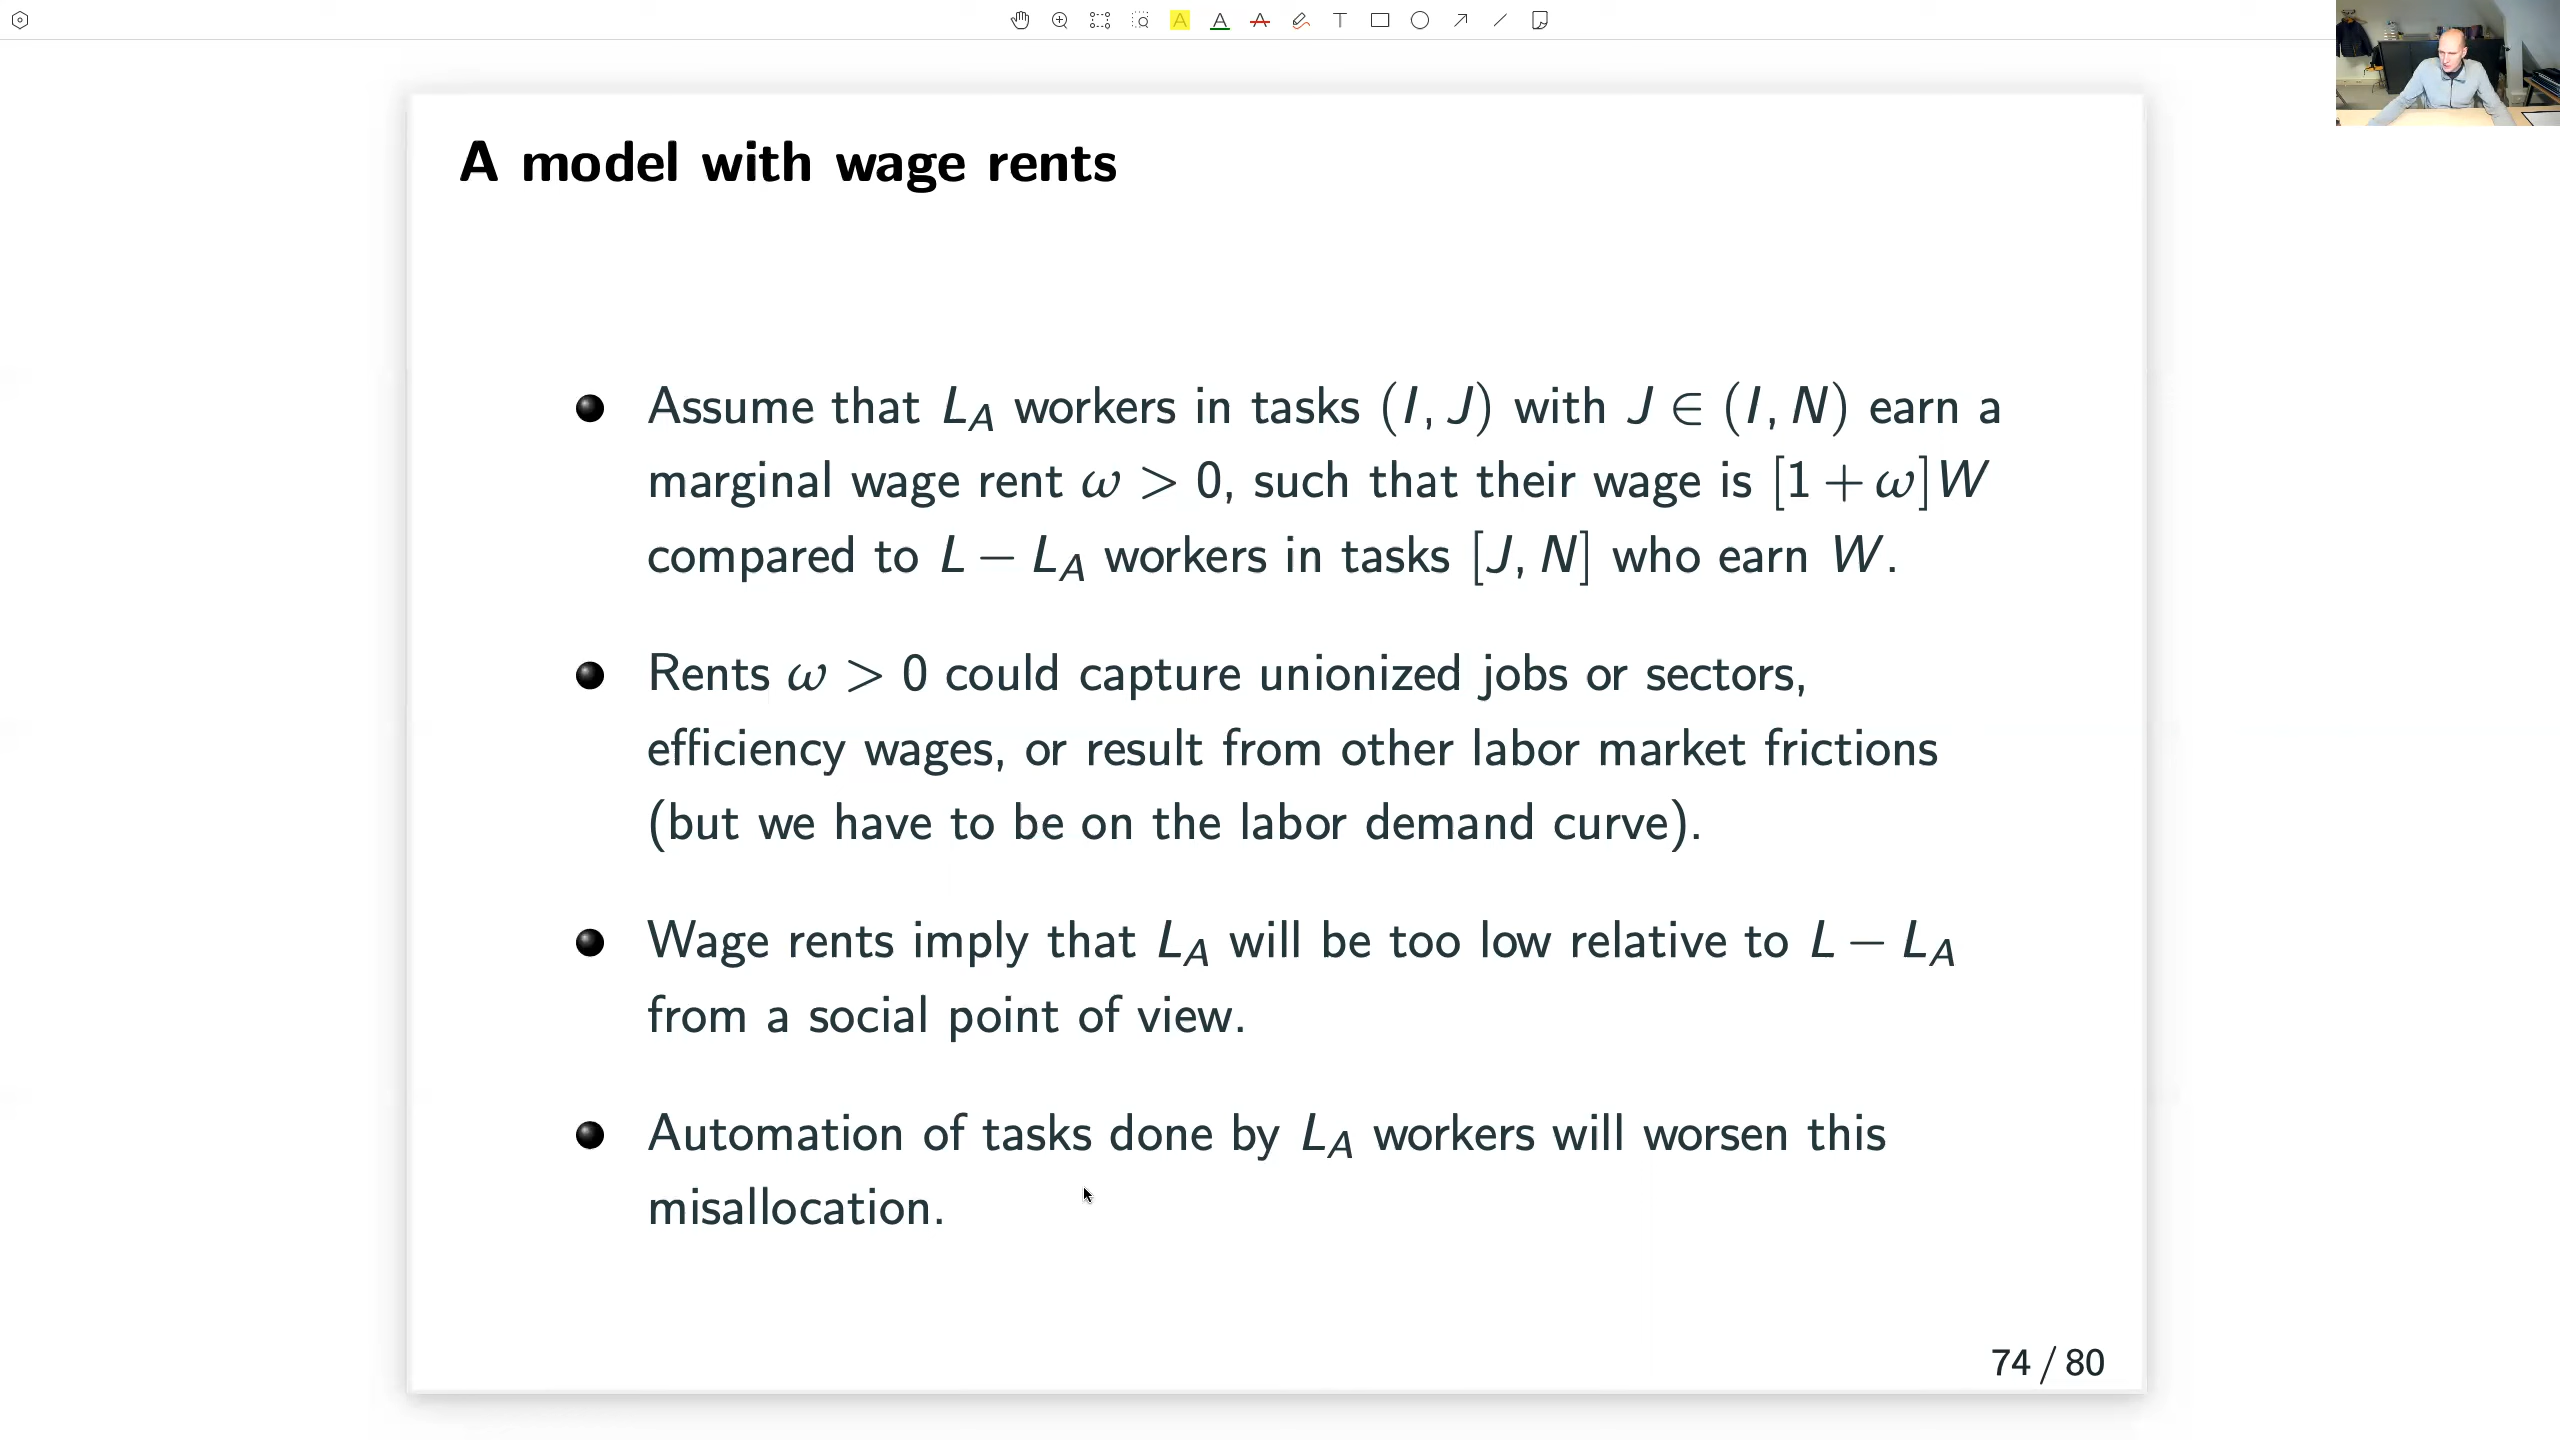 A model with wage rents
Assume that L_A workers in tasks (I, J) with J ∈ (I, N) earn a
marginal wage rent ω > 0, such that their wage is [1 + ω]W
compared to L − L_A workers in tasks [J, N] who earn W.
Rents ω > 0 could capture unionized jobs or sectors,
efficiency wages, or result from other labor market frictions
(but we have to be on the labor demand curve).
Wage rents imply that L_A will be too low relative to L − L_A
from a social point of view.
Automation of tasks done by L_A workers will worsen this
misallocation.
74 / 80